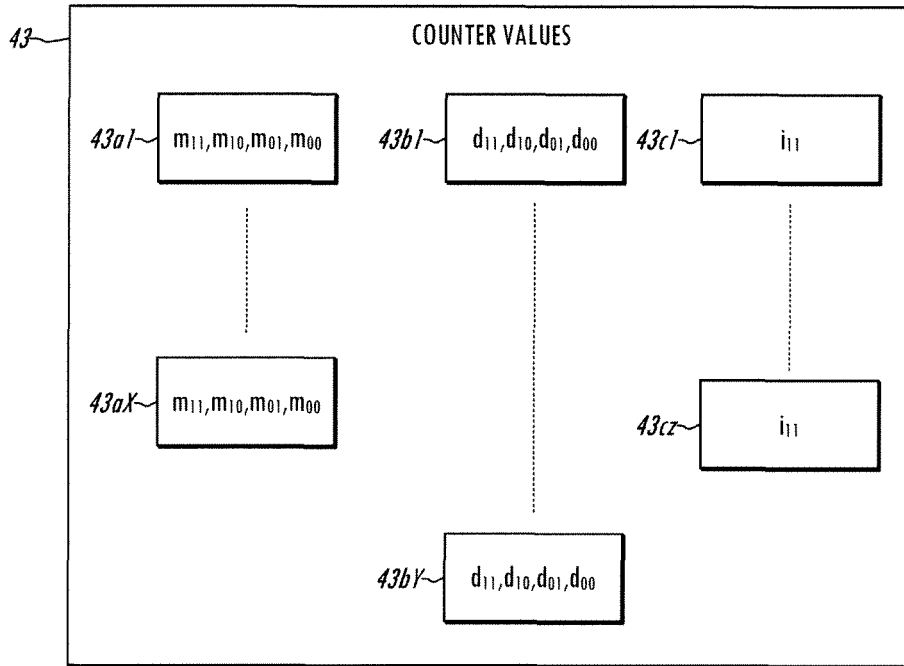 43
COUNTER VALUES
43a1
m₁₁,m₁₀,m₀₁,m₀₀
43b1
d₁₁,d₁₀,d₀₁,d₀₀
43c1
i₁₁
43aX
m₁₁,m₁₀,m₀₁,m₀₀
43cz
i₁₁
43bY
d₁₁,d₁₀,d₀₁,d₀₀